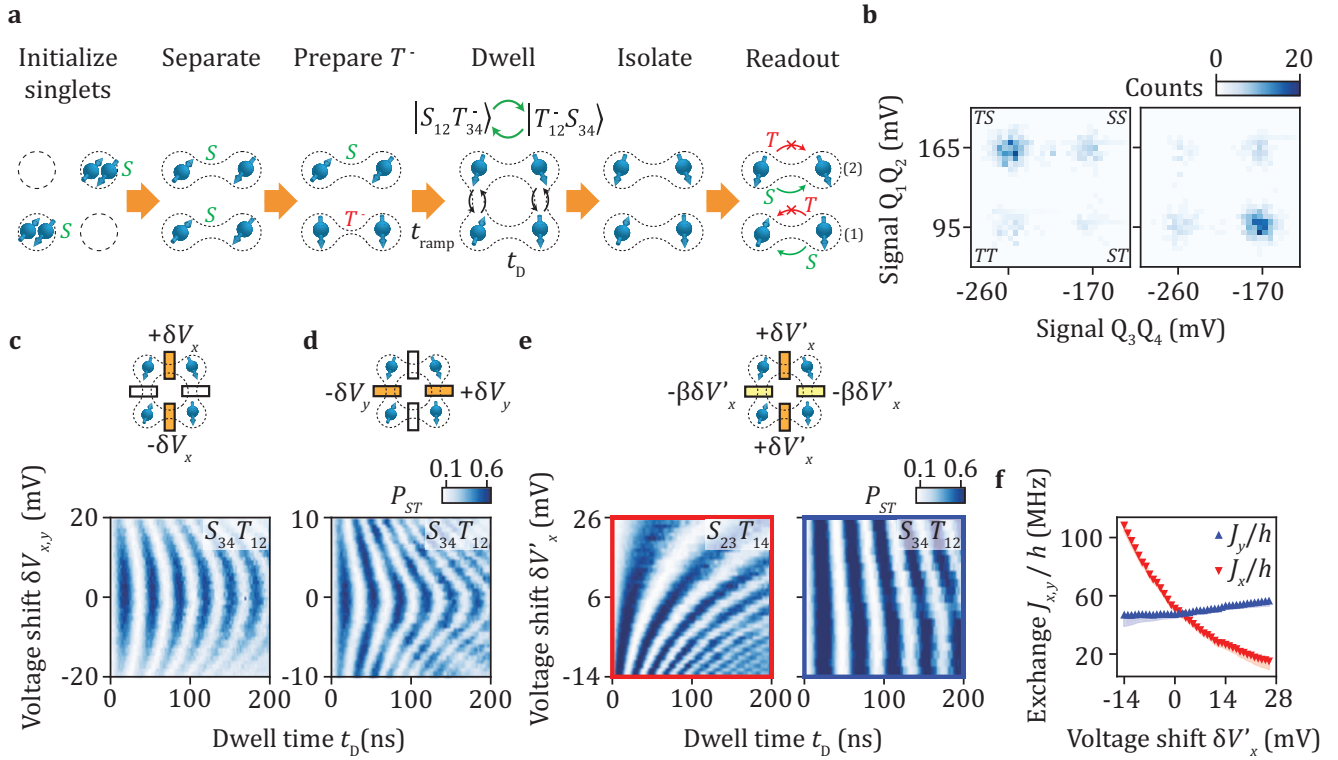 a
Initialize singlets
Separate
Prepare T⁻
Dwell
Isolate
Readout
|S₁₂T⁻₃₄⟩ |T⁻₁₂S₃₄⟩
S
S
S
T
(2)
S
S
S
T⁻
T
(1)
S
t_ramp
t_D
b
0 20
Counts
TS SS
TT ST
Signal Q₁Q₂ (mV)
165
95
-260 -170 -260 -170
Signal Q₃Q₄ (mV)
c
+δVₓ
-δVₓ
d
-δV_y +δV_y
e
+δV'ₓ
-βδV'ₓ -βδV'ₓ
+δV'ₓ
0.1 0.6
P_ST
Voltage shift δV_x,y (mV)
20
0
-20
S₃₄T₁₂
0 100 200
10
0
-10
S₃₄T₁₂
0 100 200
Dwell time t_D(ns)
0.1 0.6
P_ST
Voltage shift δV'ₓ (mV)
26
6
-14
S₂₃T₁₄
0 100 200
S₃₄T₁₂
0 100 200
Dwell time t_D (ns)
f
Exchange J_x,y / h (MHz)
100
60
20
J_y/h
Jₓ/h
-14 0 14 28
Voltage shift δV'ₓ (mV)